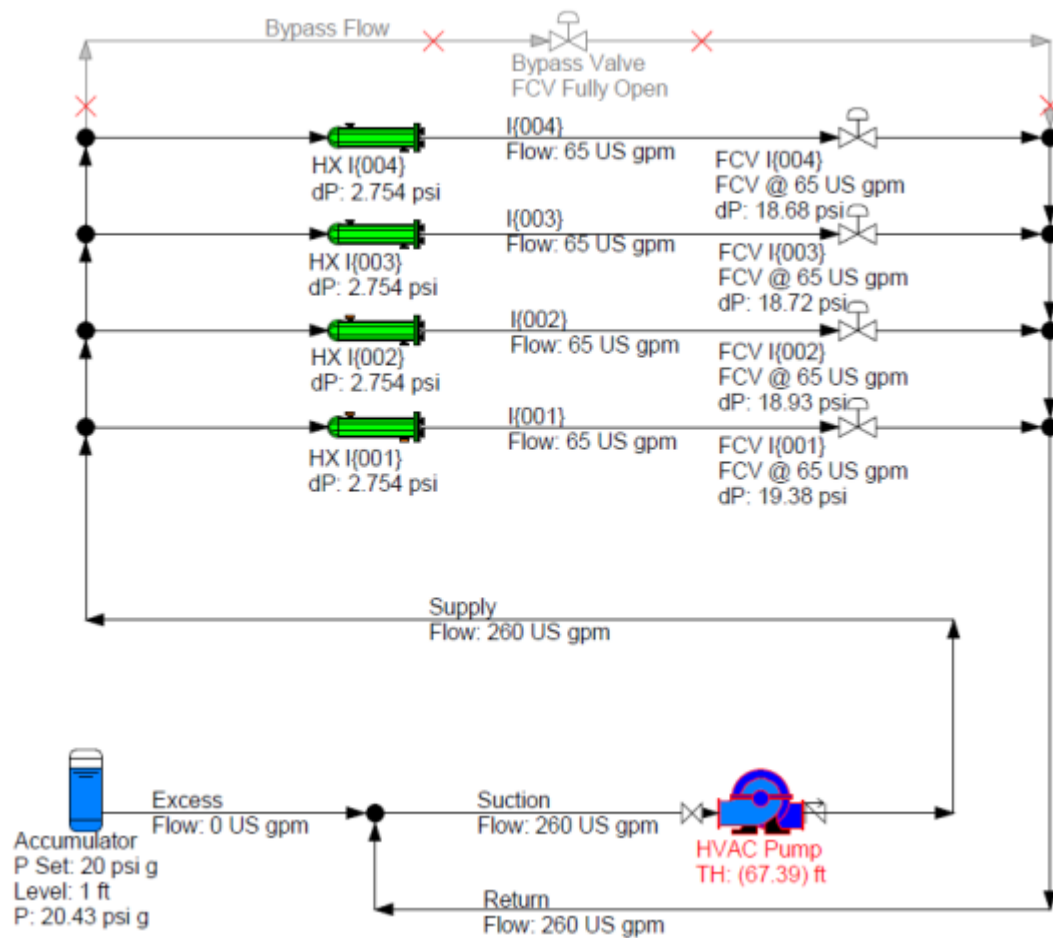 Bypass Flow
Bypass Valve
FCV Fully Open
I{004}
Flow: 65 US gpm
HX I{004}
dP: 2.754 psi
FCV I{004}
FCV @ 65 US gpm
dP: 18.68 psi
I{003}
Flow: 65 US gpm
HX I{003}
dP: 2.754 psi
FCV I{003}
FCV @ 65 US gpm
dP: 18.72 psi
I{002}
Flow: 65 US gpm
HX I{002}
dP: 2.754 psi
FCV I{002}
FCV @ 65 US gpm
dP: 18.93 psi
I{001}
Flow: 65 US gpm
HX I{001}
dP: 2.754 psi
FCV I{001}
FCV @ 65 US gpm
dP: 19.38 psi
Supply
Flow: 260 US gpm
Excess
Flow: 0 US gpm
Suction
Flow: 260 US gpm
Accumulator
P Set: 20 psi g
Level: 1 ft
P: 20.43 psi g
HVAC Pump
TH: (67.39) ft
Return
Flow: 260 US gpm